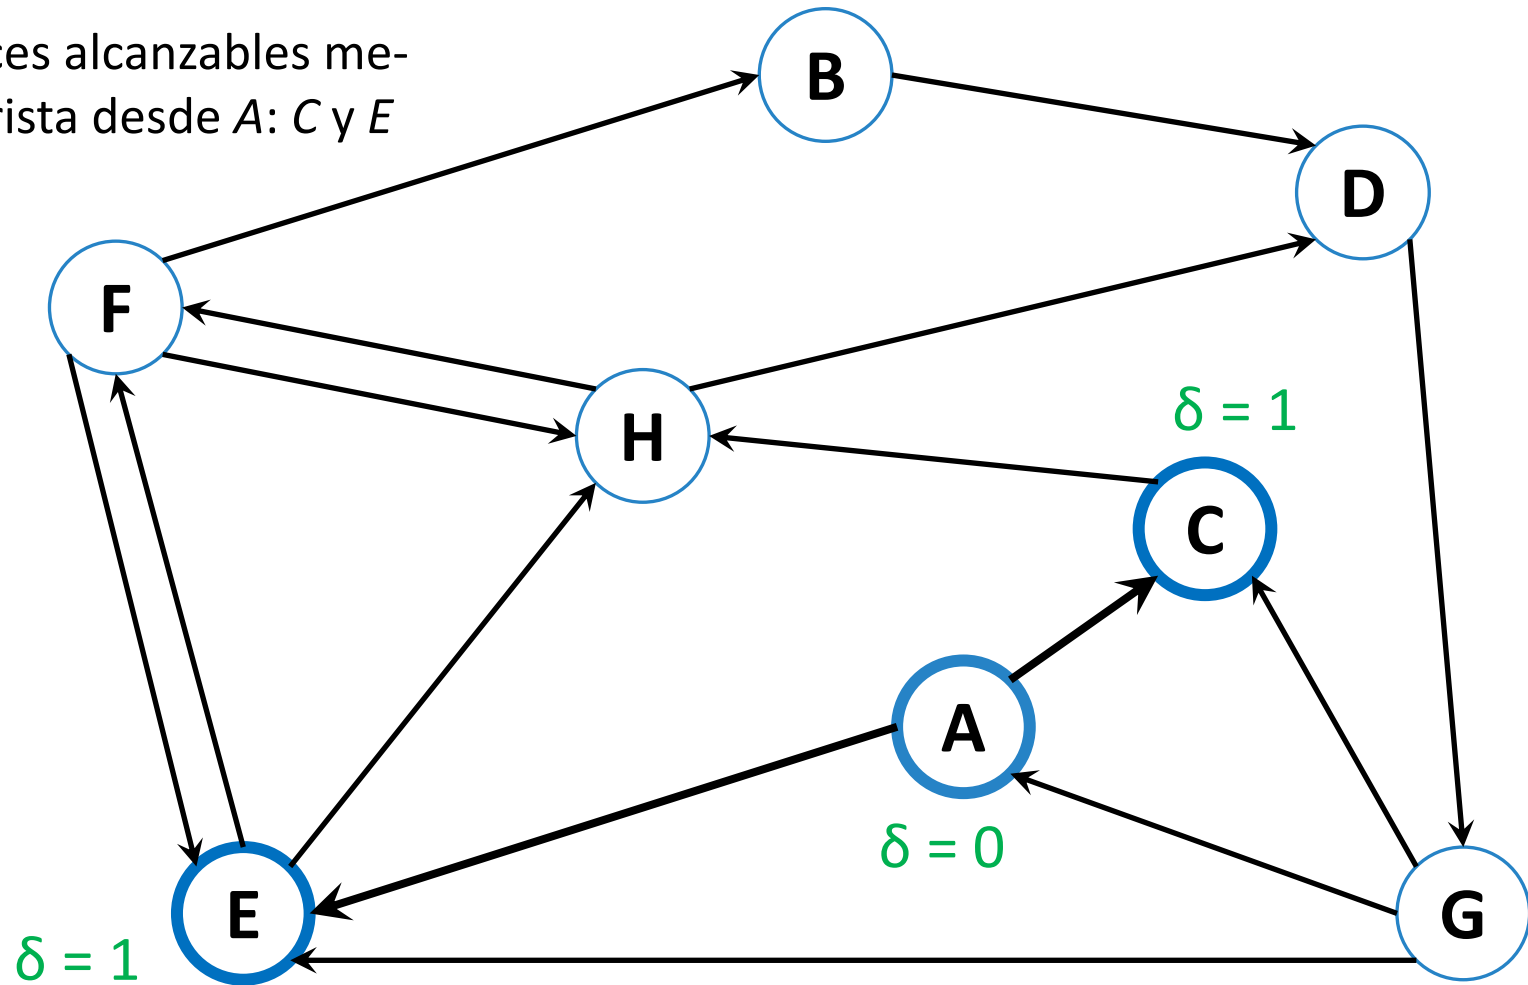 ces alcanzables me-
rista desde A: C y E
B
D
F
H
δ = 1
C
A
δ = 0
E
G
δ = 1